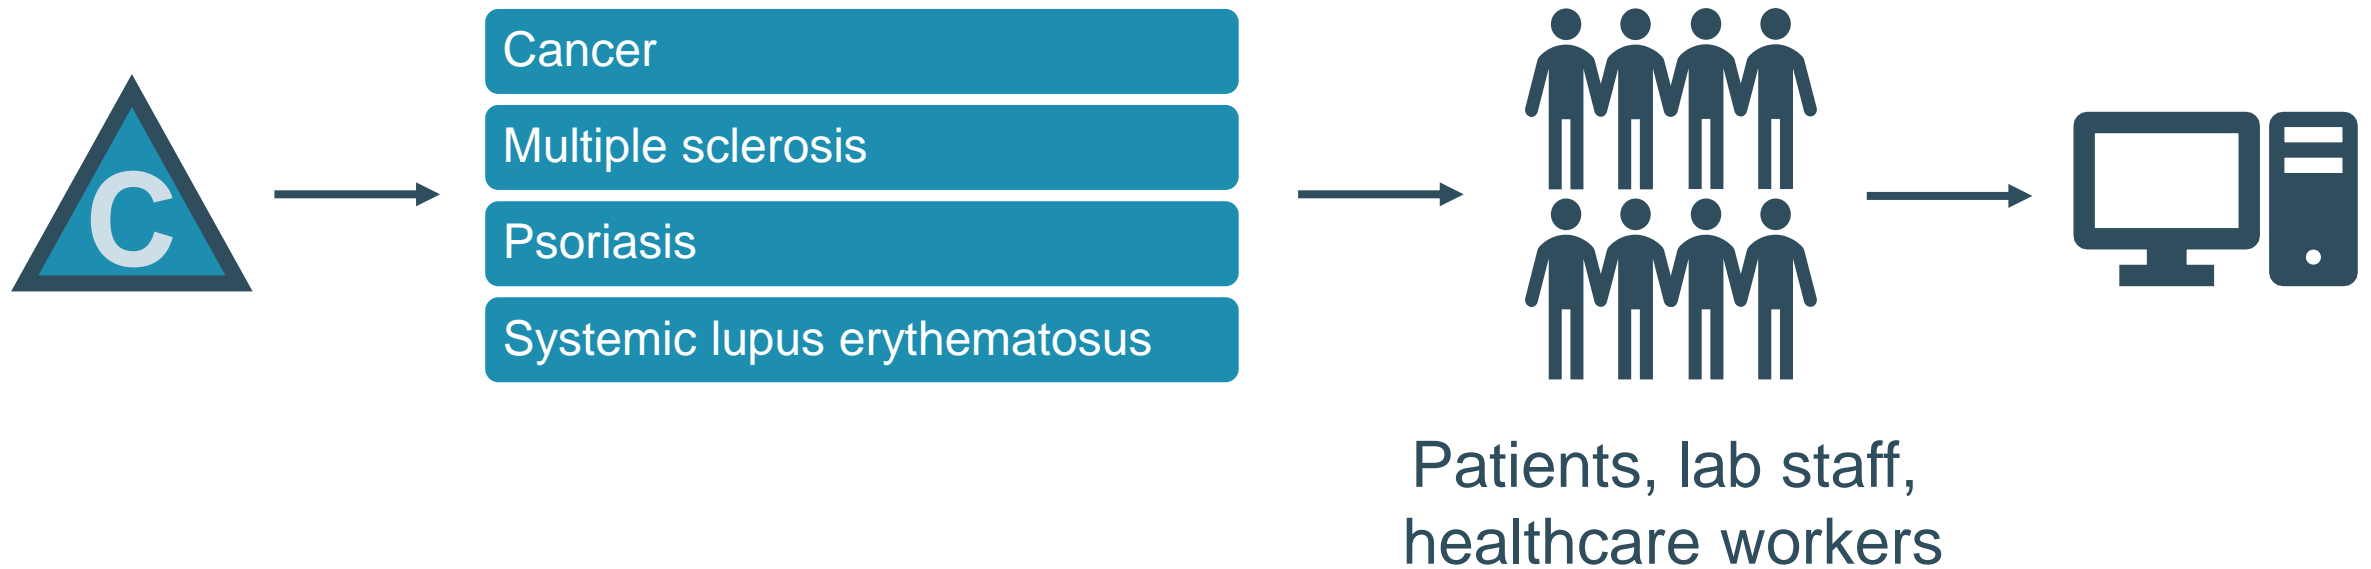 C
Cancer
Multiple sclerosis
Psoriasis
Systemic lupus erythematosus
Patients, lab staff,
healthcare workers